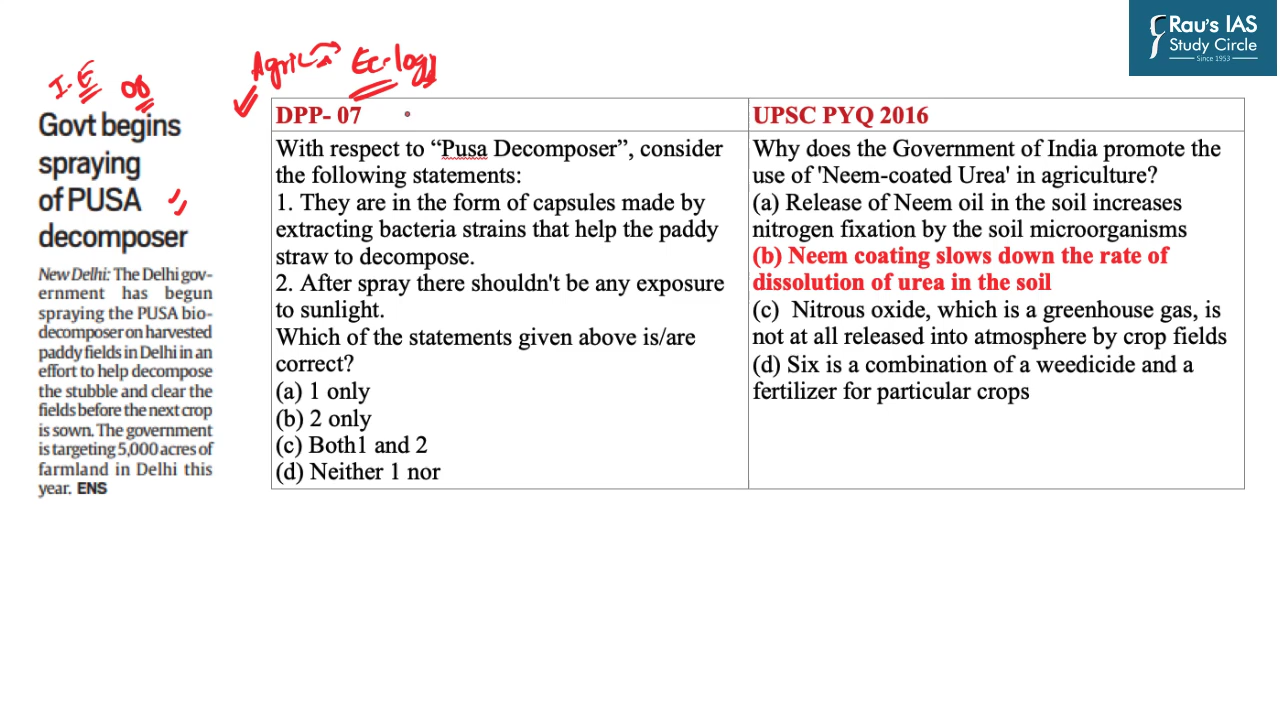 Rau's IAS
Study Circle
Since 1953
Agri Ecology
I.E 06
Govt begins
spraying
of PUSA
decomposer
New Delhi: The Delhi gov-
ernment has begun
spraying the PUSA bio-
decomposer on harvested
paddy fields in Delhi in an
effort to help decompose
the stubble and clear the
fields before the next crop
is sown. The government
is targeting 5,000 acres of
farmland in Delhi this
year. ENS
DPP- 07
With respect to “Pusa Decomposer”, consider
the following statements:
1. They are in the form of capsules made by
extracting bacteria strains that help the paddy
straw to decompose.
2. After spray there shouldn't be any exposure
to sunlight.
Which of the statements given above is/are
correct?
(a) 1 only
(b) 2 only
(c) Both1 and 2
(d) Neither 1 nor
UPSC PYQ 2016
Why does the Government of India promote the
use of 'Neem-coated Urea' in agriculture?
(a) Release of Neem oil in the soil increases
nitrogen fixation by the soil microorganisms
(b) Neem coating slows down the rate of
dissolution of urea in the soil
(c) Nitrous oxide, which is a greenhouse gas, is
not at all released into atmosphere by crop fields
(d) Six is a combination of a weedicide and a
fertilizer for particular crops